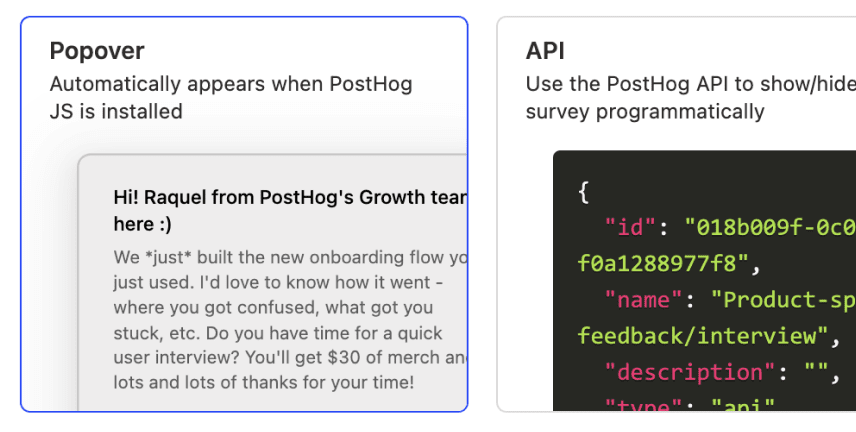 Popover
Automatically appears when PostHog
JS is installed
Hi! Raquel from PostHog's Growth team
here :)
We *just* built the new onboarding flow
just used. I'd love to know how it went -
where you got confused, what got you
stuck, etc. Do you have time for a quick
user interview? You'll get $30 of merch and
lots and lots of thanks for your time!
API
Use the PostHog API to show/hide
survey programmatically
{
"id": "018b009f-0c0
f0a1288977f8",
"name": "Product-sp
feedback/interview",
"description": "",
"type": "api"